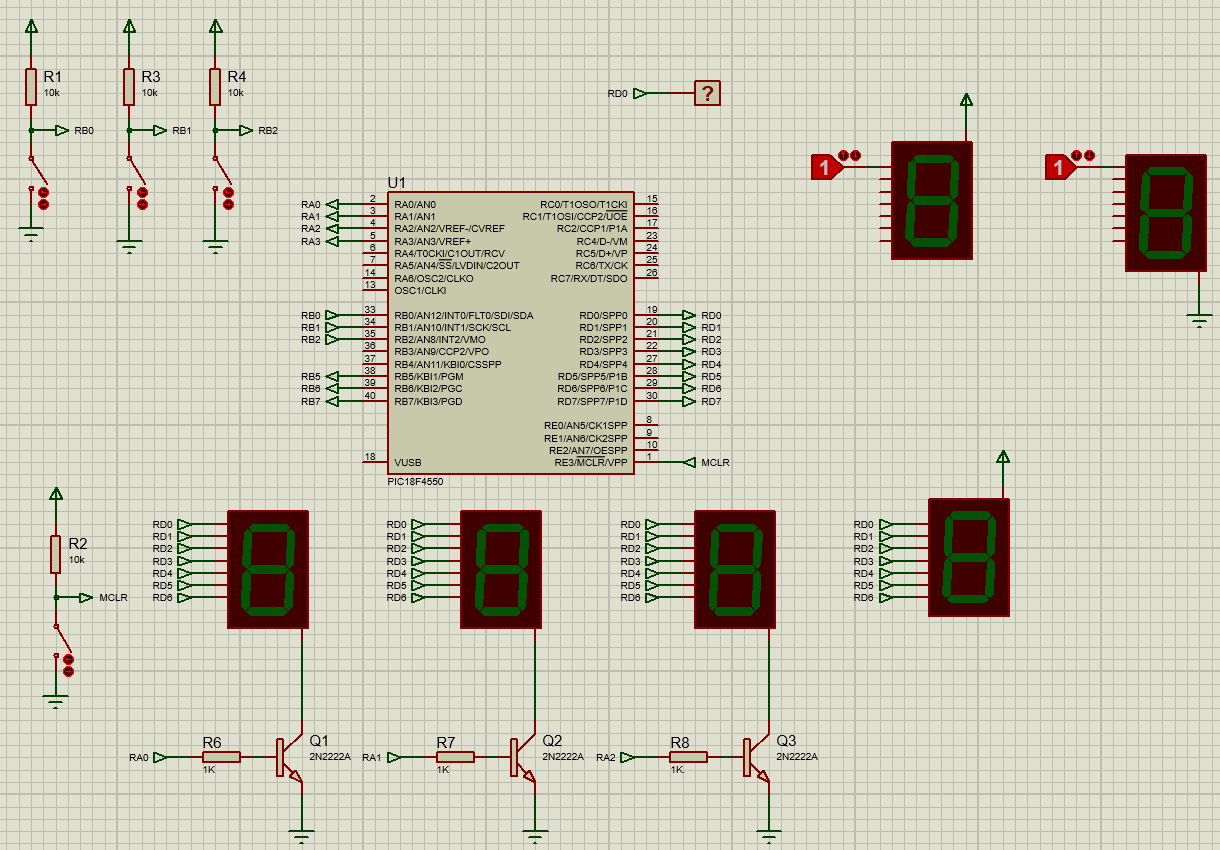 R1
10k
RB0
R3
10k
RB1
R4
10k
RB2
RD0
?
1
1
U1
RA0 2 RA0/AN0
RA1 3 RA1/AN1
RA2 4 RA2/AN2/VREF-/CVREF
RA3 5 RA3/AN3/VREF+
6 RA4/T0CKI/C1OUT/RCV
7 RA5/AN4/SS/LVDIN/C2OUT
14 RA6/OSC2/CLKO
13 OSC1/CLKI
RB0 33 RB0/AN12/INT0/FLT0/SDI/SDA
RB1 34 RB1/AN10/INT1/SCK/SCL
RB2 35 RB2/AN8/INT2/VMO
36 RB3/AN9/CCP2/VPO
37 RB4/AN11/KBI0/CSSPP
RB5 38 RB5/KBI1/PGM
RB6 39 RB6/KBI2/PGC
RB7 40 RB7/KBI3/PGD
18 VUSB
RC0/T1OSO/T1CKI 15
RC1/T1OSI/CCP2/UOE 16
RC2/CCP1/P1A 17
RC4/D-/VM 23
RC5/D+/VP 24
RC6/TX/CK 25
RC7/RX/DT/SDO 26
RD0/SPP0 19 RD0
RD1/SPP1 20 RD1
RD2/SPP2 21 RD2
RD3/SPP3 22 RD3
RD4/SPP4 27 RD4
RD5/SPP5/P1B 28 RD5
RD6/SPP6/P1C 29 RD6
RD7/SPP7/P1D 30 RD7
RE0/AN5/CK1SPP 8
RE1/AN6/CK2SPP 9
RE2/AN7/OESPP 10
RE3/MCLR/VPP 1 MCLR
PIC18F4550
R2
10k
MCLR
RD0
RD1
RD2
RD3
RD4
RD5
RD6
RD0
RD1
RD2
RD3
RD4
RD5
RD6
RD0
RD1
RD2
RD3
RD4
RD5
RD6
RD0
RD1
RD2
RD3
RD4
RD5
RD6
RA0
R6
1K
Q1
2N2222A
RA1
R7
1K
Q2
2N2222A
RA2
R8
1K
Q3
2N2222A